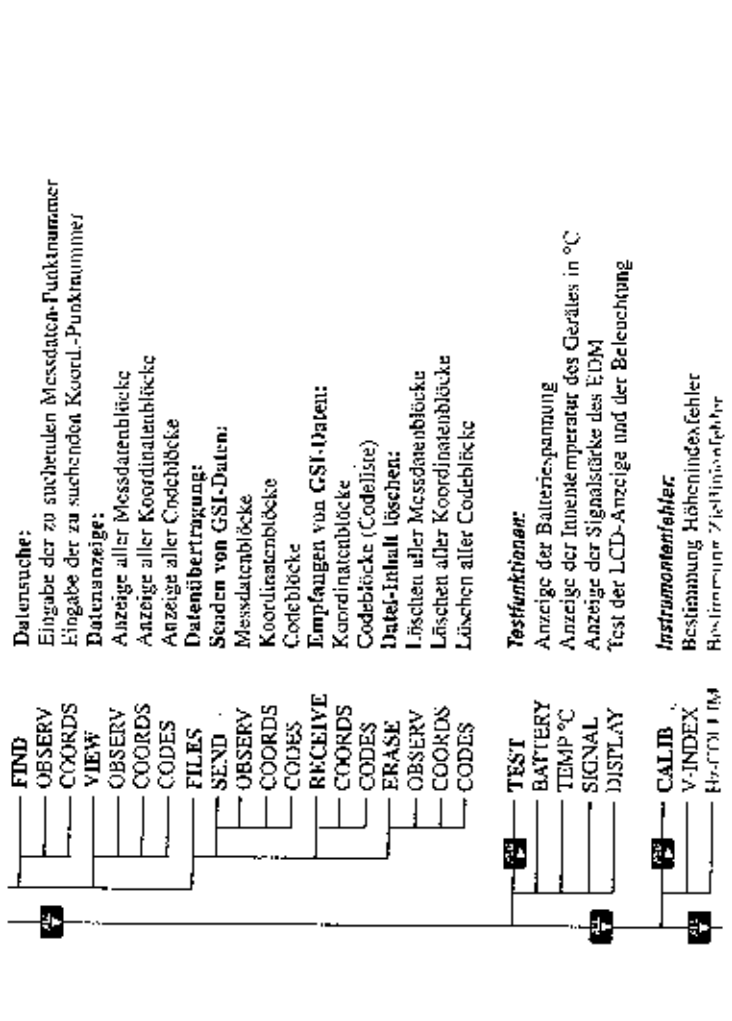 FIND Datensuche:
OBSERV Eingabe der zu suchenden Messdaten-Punktnummer
COORDS Eingabe der zu suchenden Koord.-Punktnummer
VIEW Datenanzeige:
OBSERV Anzeige aller Messdatenblöcke
COORDS Anzeige aller Koordinatenblöcke
CODES Anzeige aller Codeblöcke
FILES Datenübertragung:
SEND Senden von GSI-Daten:
OBSERV Messdatenblöcke
COORDS Koordinatenblöcke
CODES Codeblöcke
RECEIVE Empfangen von GSI-Daten:
COORDS Koordinatenblöcke
CODES Codeblöcke (Codeliste)
ERASE Datei-Inhalt löschen:
OBSERV Löschen aller Messdatenblöcke
COORDS Löschen aller Koordinatenblöcke
CODES Löschen aller Codeblöcke
TEST Testfunktionen:
BATTERY Anzeige der Batteriespannung
TEMP °C Anzeige der Innentemperatur des Gerätes in °C
SIGNAL Anzeige der Signalstärke des EDM
DISPLAY Test der LCD-Anzeige und der Beleuchtung
CALIB Instrumentenfehler:
V-INDEX Bestimmung Höhenindexfehler
Hz-COLLIM Bestimmung Ziellinienfehler